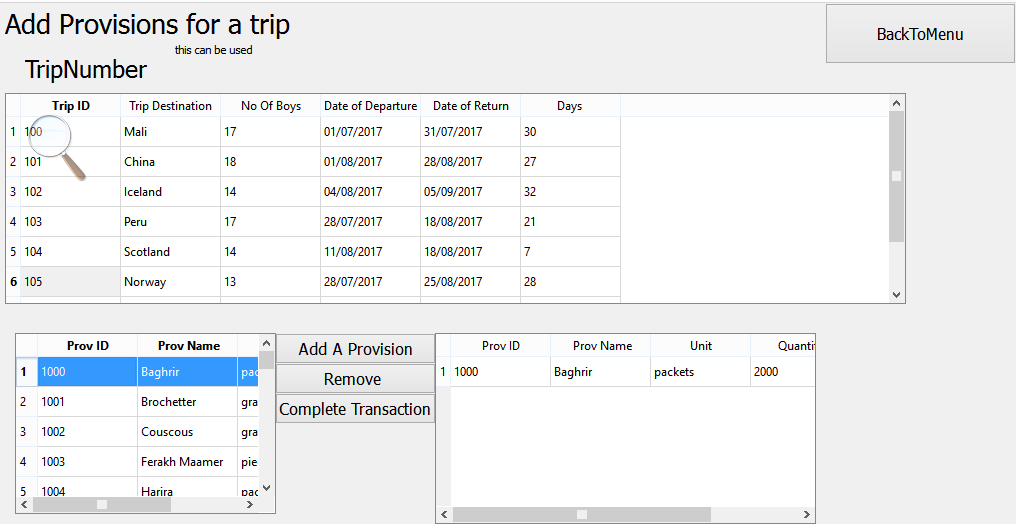 Add Provisions for a trip
BackToMenu
this can be used
TripNumber
Trip ID Trip Destination No Of Boys Date of Departure Date of Return Days
1 100 Mali 17 01/07/2017 31/07/2017 30
2 101 China 18 01/08/2017 28/08/2017 27
3 102 Iceland 14 04/08/2017 05/09/2017 32
4 103 Peru 17 28/07/2017 18/08/2017 21
5 104 Scotland 14 11/08/2017 18/08/2017 7
6 105 Norway 13 28/07/2017 25/08/2017 28
Prov ID Prov Name
1 1000 Baghrir pac
2 1001 Brochetter gra
3 1002 Couscous gra
4 1003 Ferakh Maamer pie
5 1004 Harira pac
Add A Provision
Remove
Complete Transaction
Prov ID Prov Name Unit Quantit
1 1000 Baghrir packets 2000